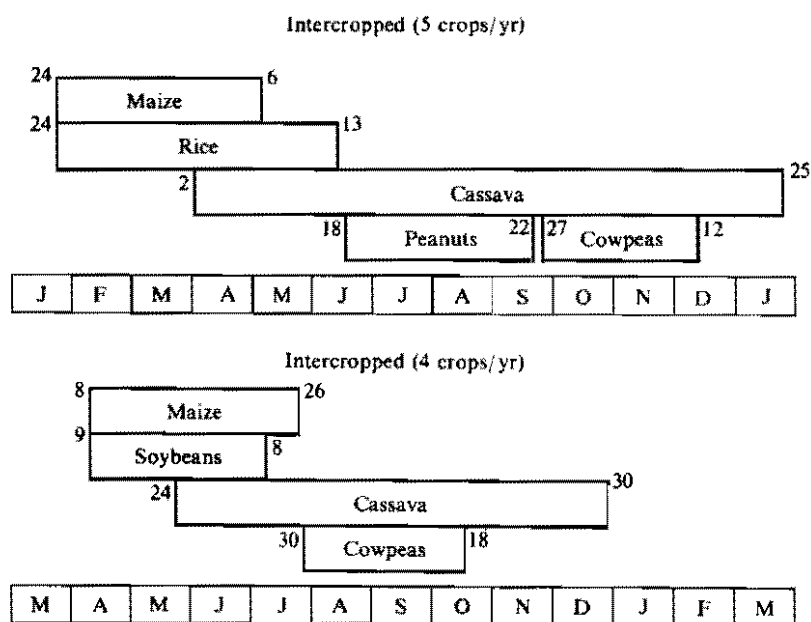 Intercropped (5 crops/yr)
24 6
Maize
24 13
Rice
2 25
Cassava
18 Peanuts 22 27 Cowpeas 12
J F M A M J J A S O N D J
Intercropped (4 crops/yr)
8 26
Maize
9
Soybeans 8
24 30
Cassava
30 18
Cowpeas
M A M J J A S O N D J F M